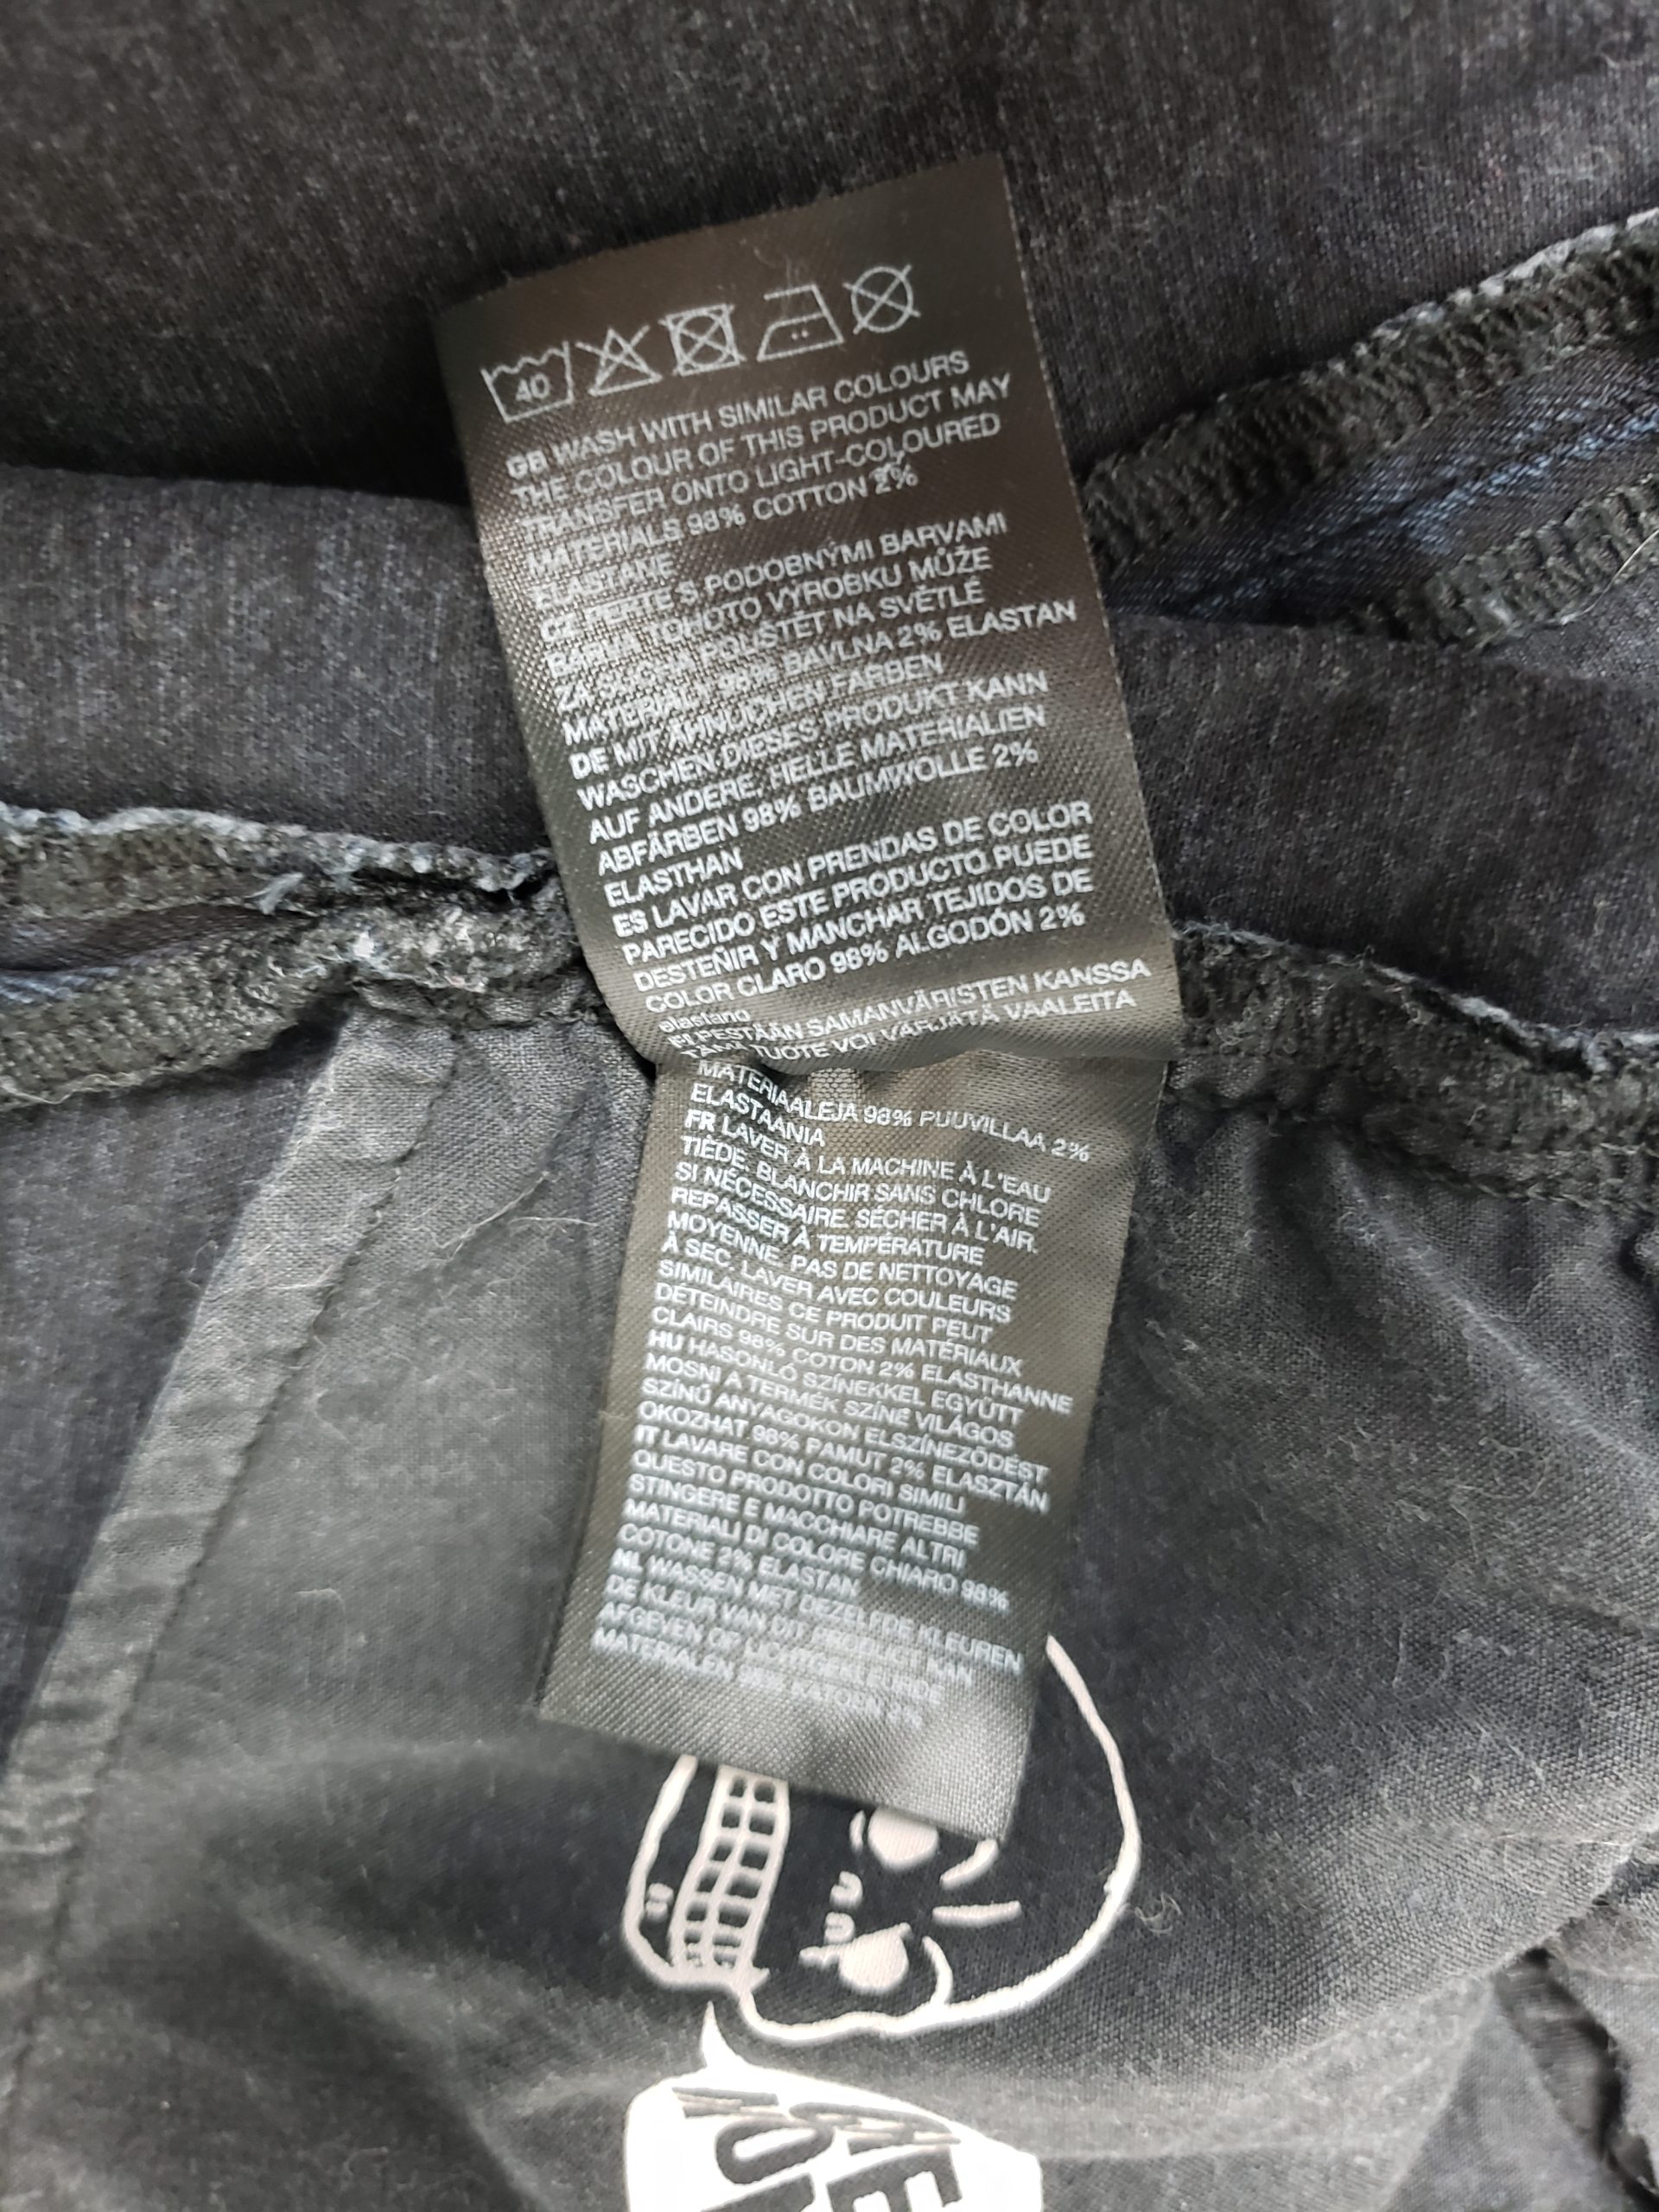 40
GB WASH WITH SIMILAR COLOURS
THE COLOUR OF THIS PRODUCT MAY
TRANSFER ONTO LIGHT-COLOURED
MATERIALS 98% COTTON 2%
ELASTANE
CZ PERTE S PODOBNÝMI BARVAMI
BARVA TOHOTO VÝROBKU MŮŽE
ZA SUCHA POUŠTĚT NA SVĚTLÉ
MATERIÁLY 98% BAVLNA 2% ELASTAN
DE MIT ÄHNLICHEN FARBEN
WASCHEN. DIESES PRODUKT KANN
AUF ANDERE, HELLE MATERIALIEN
ABFÄRBEN 98% BAUMWOLLE 2%
ELASTHAN
ES LAVAR CON PRENDAS DE COLOR
PARECIDO ESTE PRODUCTO PUEDE
DESTEÑIR Y MANCHAR TEJIDOS DE
COLOR CLARO 98% ALGODÓN 2%
elastano
FI PESTÄÄN SAMANVÄRISTEN KANSSA
TÄMÄ TUOTE VOI VÄRJÄTÄ VAALEITA
MATERIAALEJA 98% PUUVILLAA 2%
ELASTAANIA
FR LAVER À LA MACHINE À L'EAU
TIÈDE. BLANCHIR SANS CHLORE
SI NÉCESSAIRE. SÉCHER À L'AIR.
REPASSER À TEMPÉRATURE
MOYENNE. PAS DE NETTOYAGE
À SEC. LAVER AVEC COULEURS
SIMILAIRES CE PRODUIT PEUT
DÉTEINDRE SUR DES MATÉRIAUX
CLAIRS 98% COTON 2% ELASTHANNE
HU HASONLÓ SZÍNEKKEL EGYÜTT
MOSNI A TERMÉK SZÍNE VILÁGOS
SZÍNŰ ANYAGOKON ELSZÍNEZŐDÉST
OKOZHAT 98% PAMUT 2% ELASZTÁN
IT LAVARE CON COLORI SIMILI
QUESTO PRODOTTO POTREBBE
STINGERE E MACCHIARE ALTRI
MATERIALI DI COLORE CHIARO 98%
COTONE 2% ELASTAN
NL WASSEN MET DEZELFDE KLEUREN
DE KLEUR VAN DIT PRODUCT KAN
AFGEVEN OP LICHTGEKLEURDE
MATERIALEN 98% KATOEN 2%